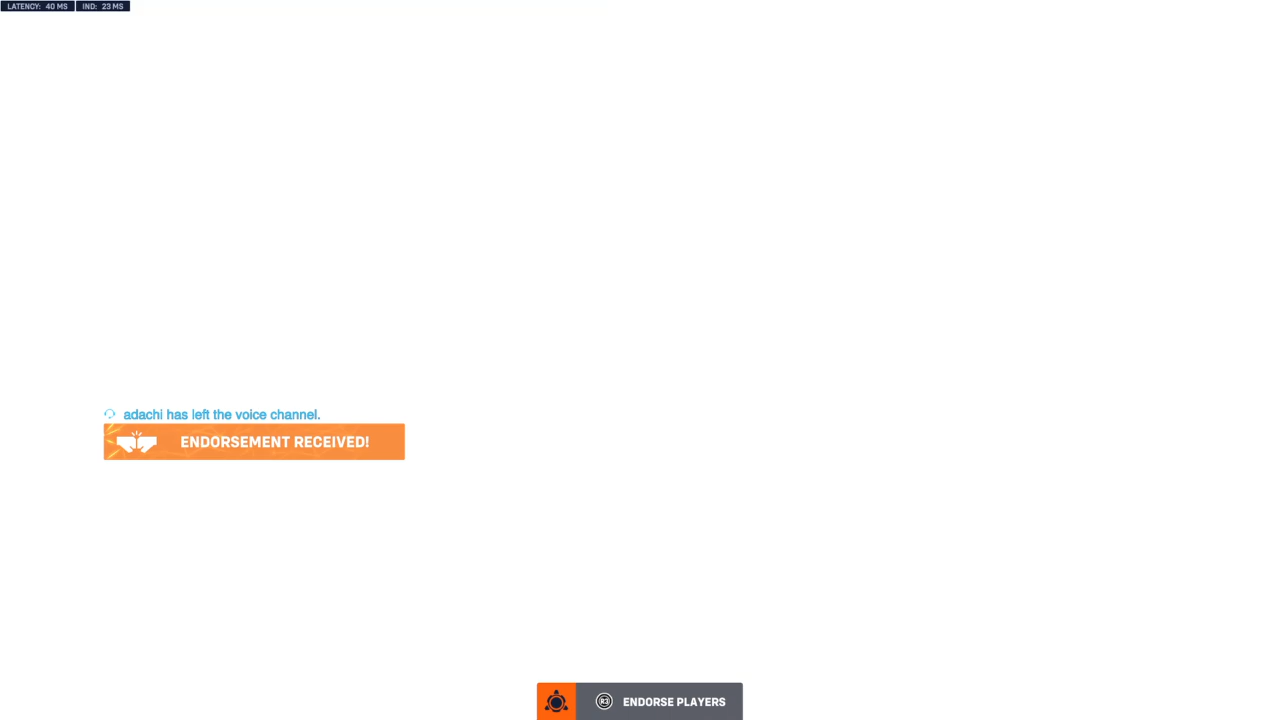 LATENCY: 40 MS IND: 23 MS
adachi has left the voice channel.
ENDORSEMENT RECEIVED!
R3 ENDORSE PLAYERS